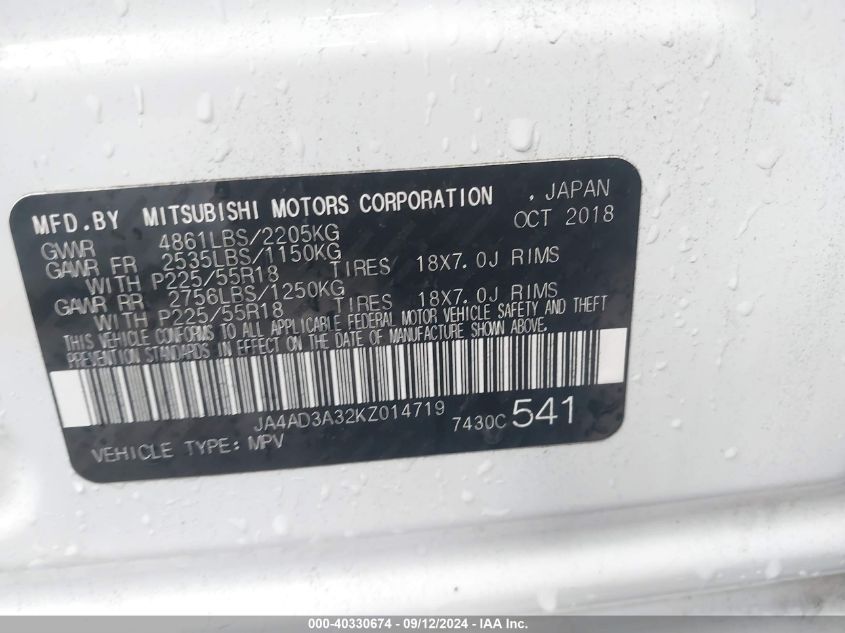 MFD.BY MITSUBISHI MOTORS CORPORATION , JAPAN
GVWR 4861LBS/2205KG OCT 2018
GAWR FR 2535LBS/1150KG
WITH P225/55R18 TIRES/ 18X7.0J RIMS
GAWR RR 2756LBS/1250KG
WITH P225/55R18 TIRES 18X7.0J RIMS
THIS VEHICLE CONFORMS TO ALL APPLICABLE FEDERAL MOTOR VEHICLE SAFETY AND THEFT
PREVENTION STANDARDS IN EFFECT ON THE DATE OF MANUFACTURE SHOWN ABOVE.
JA4AD3A32KZ014719 7430C 541
VEHICLE TYPE: MPV
000-40330674 - 09/12/2024 - IAA Inc.